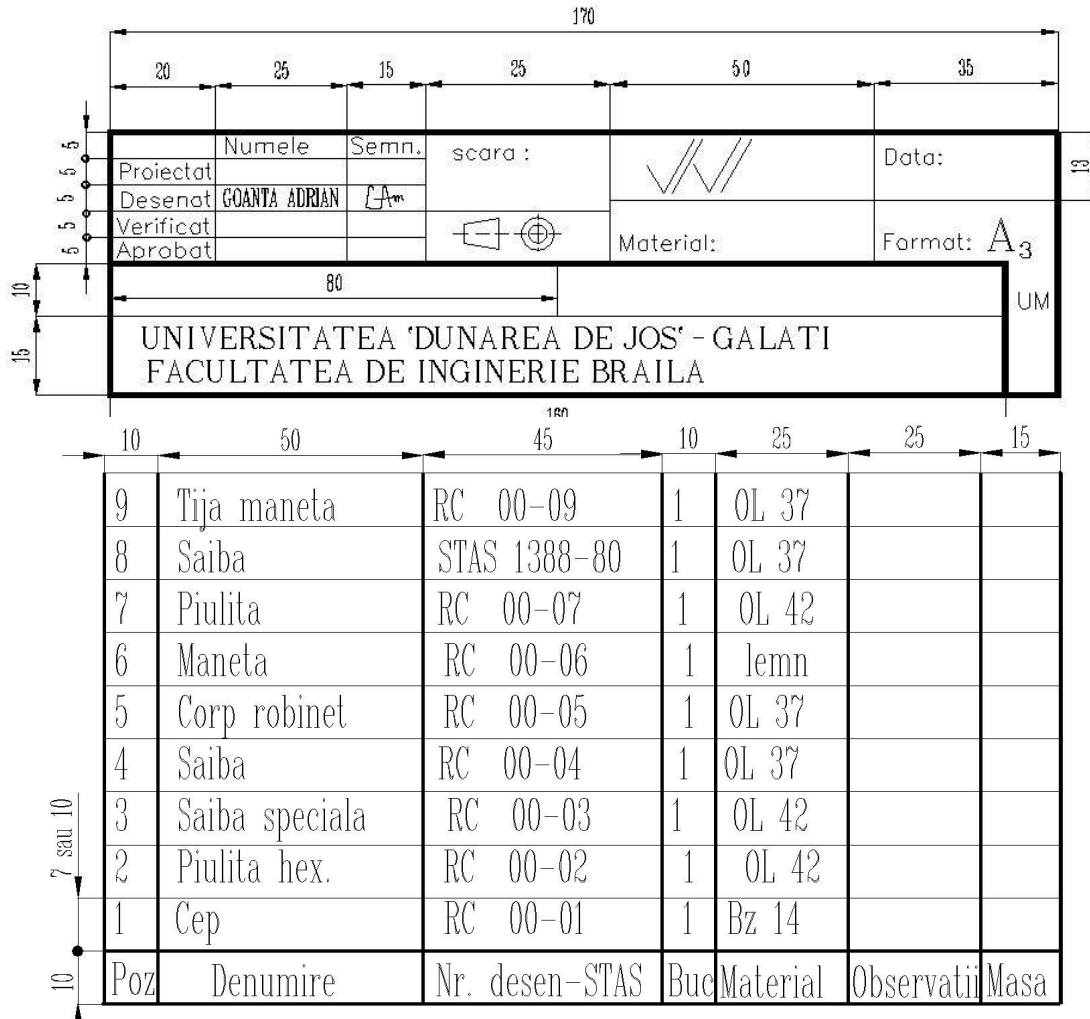 170
20 25 15 25 50 35
5 5 5 5 5
Numele Semn.
scara :
Data:
13
Proiectat
Desenat GOANTA ADRIAN
Verificat
Aprobat
Material:
Format: A3
10
80
UM
15
UNIVERSITATEA 'DUNAREA DE JOS' - GALATI
FACULTATEA DE INGINERIE BRAILA
160
10 50 45 10 25 25 15
9 Tija maneta RC 00-09 1 OL 37
8 Saiba STAS 1388-80 1 OL 37
7 Piulita RC 00-07 1 OL 42
6 Maneta RC 00-06 1 lemn
5 Corp robinet RC 00-05 1 OL 37
4 Saiba RC 00-04 1 OL 37
3 Saiba speciala RC 00-03 1 OL 42
2 Piulita hex. RC 00-02 1 OL 42
1 Cep RC 00-01 1 Bz 14
7 sau 10
10
Poz Denumire Nr. desen-STAS Buc Material Observatii Masa